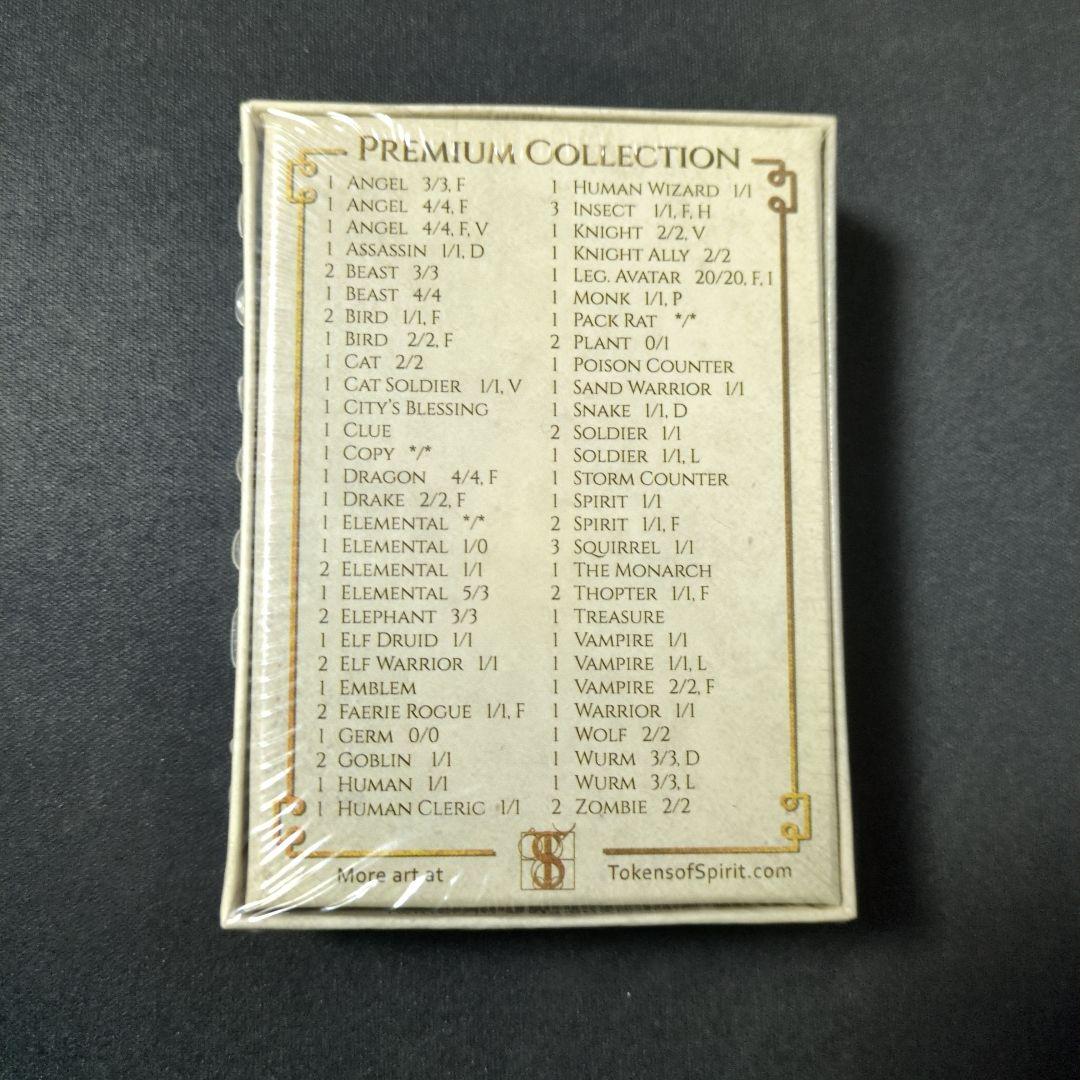 PREMIUM COLLECTION
1 ANGEL 3/3, F
1 ANGEL 4/4, F
1 ANGEL 4/4, F, V
1 ASSASSIN 1/1, D
2 BEAST 3/3
1 BEAST 4/4
2 BIRD 1/1, F
1 BIRD 2/2, F
1 CAT 2/2
1 CAT SOLDIER 1/1, V
1 CITY'S BLESSING
1 CLUE
1 COPY */*
1 DRAGON 4/4, F
1 DRAKE 2/2, F
1 ELEMENTAL */*
1 ELEMENTAL 1/0
2 ELEMENTAL 1/1
1 ELEMENTAL 5/3
2 ELEPHANT 3/3
1 ELF DRUID 1/1
2 ELF WARRIOR 1/1
1 EMBLEM
2 FAERIE ROGUE 1/1, F
1 GERM 0/0
2 GOBLIN 1/1
1 HUMAN 1/1
1 HUMAN CLERIC 1/1
1 HUMAN WIZARD 1/1
3 INSECT 1/1, F, H
1 KNIGHT 2/2, V
1 KNIGHT ALLY 2/2
1 LEG. AVATAR 20/20, F, I
1 MONK 1/1, P
1 PACK RAT */*
2 PLANT 0/1
1 POISON COUNTER
1 SAND WARRIOR 1/1
1 SNAKE 1/1, D
2 SOLDIER 1/1
1 SOLDIER 1/1, L
1 STORM COUNTER
1 SPIRIT 1/1
2 SPIRIT 1/1, F
3 SQUIRREL 1/1
1 THE MONARCH
2 THOPTER 1/1, F
1 TREASURE
1 VAMPIRE 1/1
1 VAMPIRE 1/1, L
1 VAMPIRE 2/2, F
1 WARRIOR 1/1
1 WOLF 2/2
1 WURM 3/3, D
1 WURM 3/3, L
2 ZOMBIE 2/2
More art at
TokensofSpirit.com